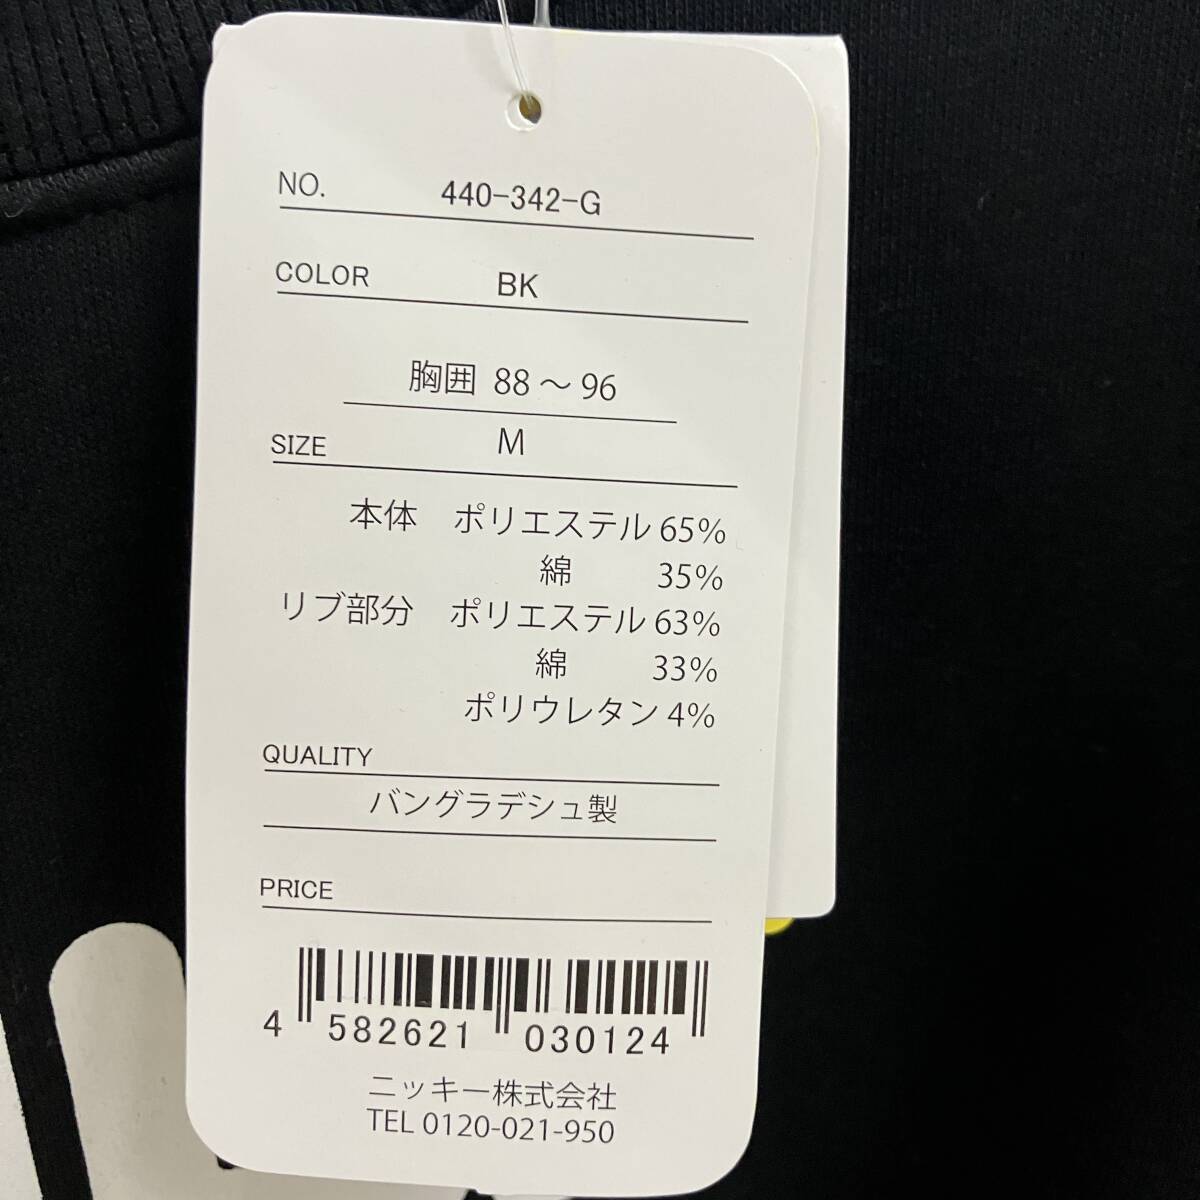 NO. 440-342-G
COLOR BK
胸囲 88～96
SIZE M
本体 ポリエステル 65%
綿 35%
リブ部分 ポリエステル 63%
綿 33%
ポリウレタン 4%
QUALITY
バングラデシュ製
PRICE
4 582621 030124
ニッキー株式会社
TEL 0120-021-950